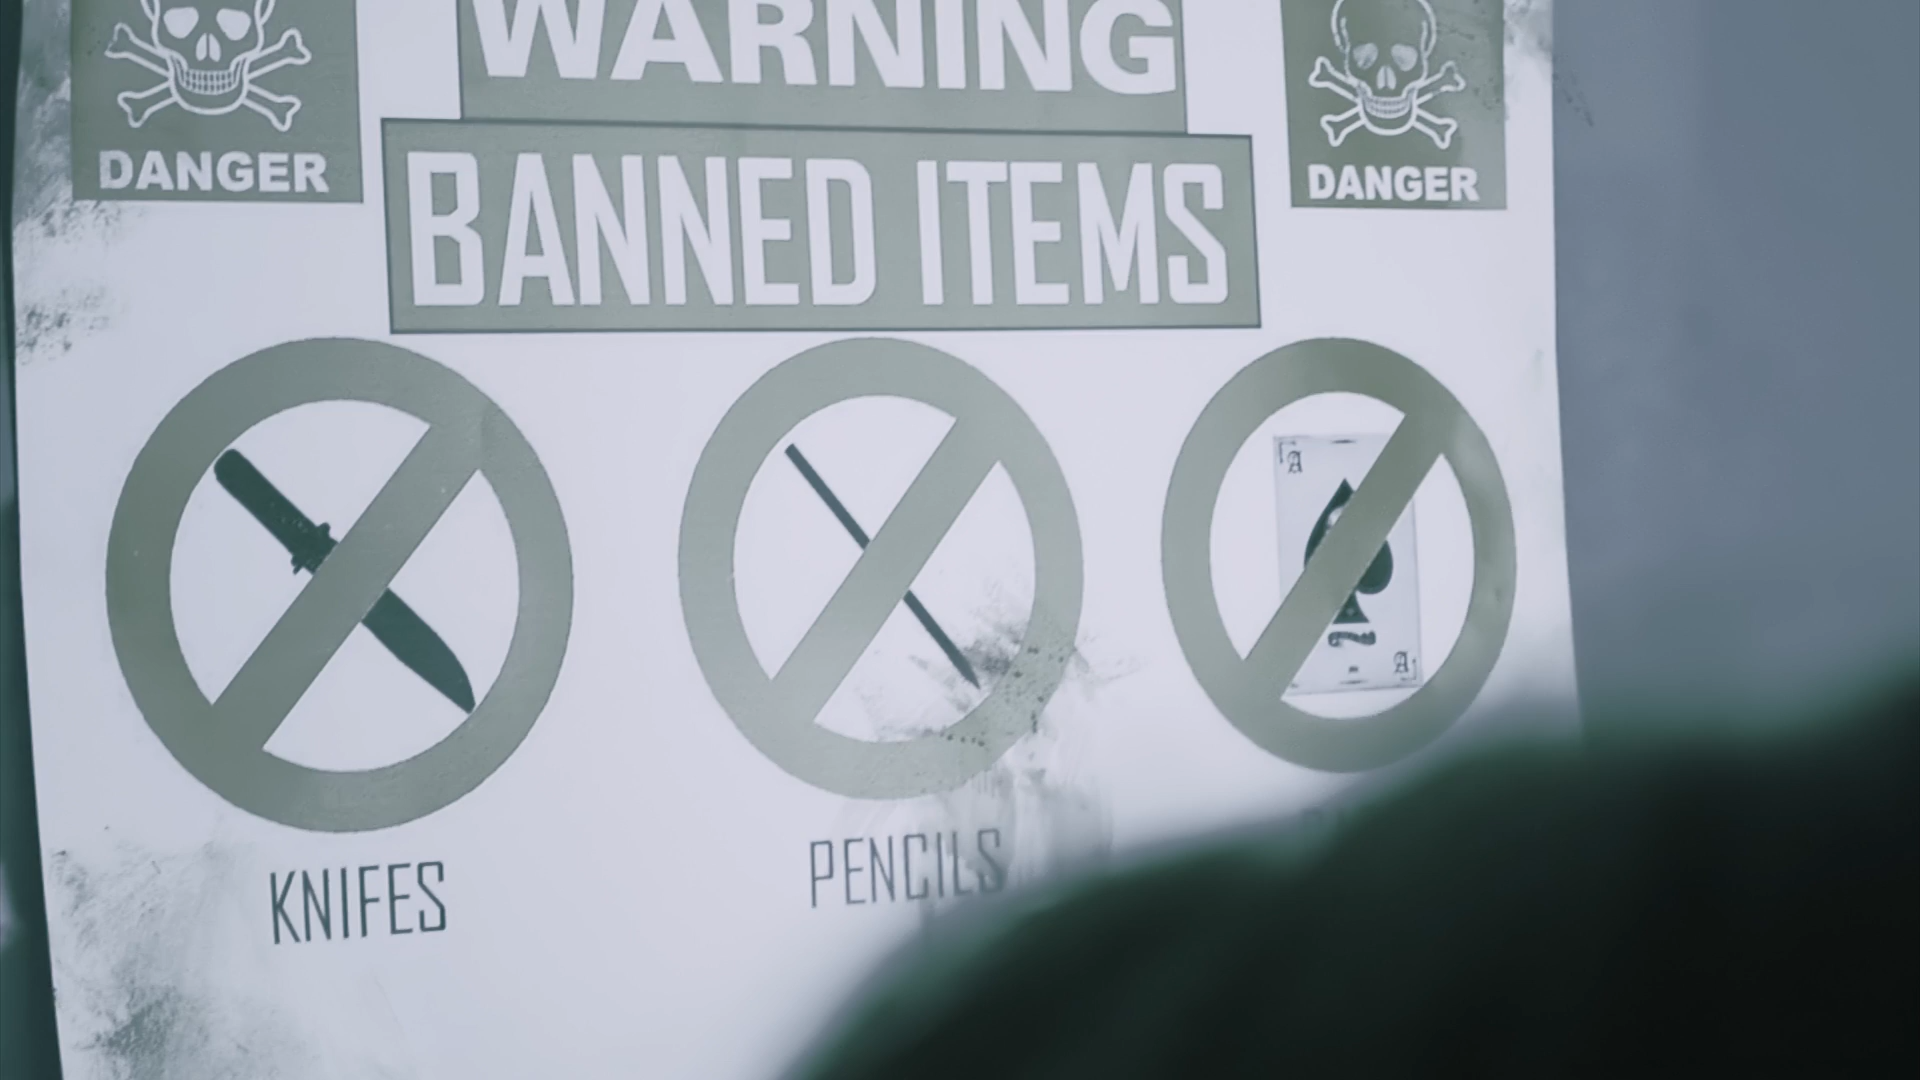 WARNING
DANGER
DANGER
BANNED ITEMS
A
A
KNIFES
PENCILS